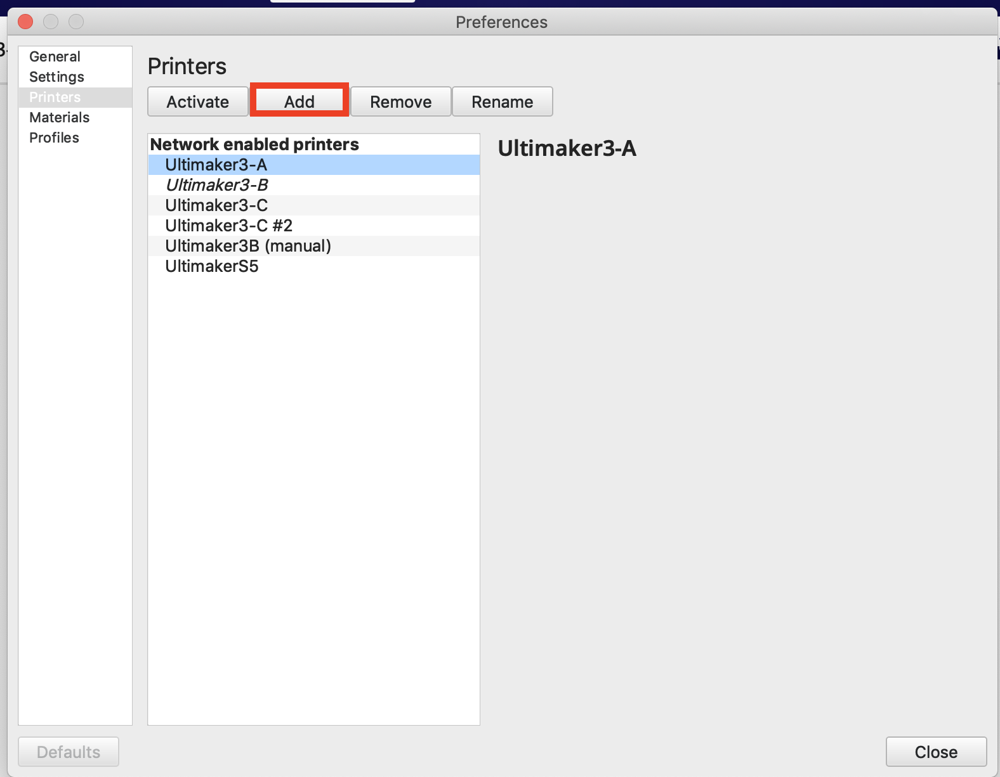 Preferences
General
Settings
Printers
Materials
Profiles
Printers
Activate Add Remove Rename
Network enabled printers
Ultimaker3-A
Ultimaker3-B
Ultimaker3-C
Ultimaker3-C #2
Ultimaker3B (manual)
UltimakerS5
Ultimaker3-A
Defaults
Close